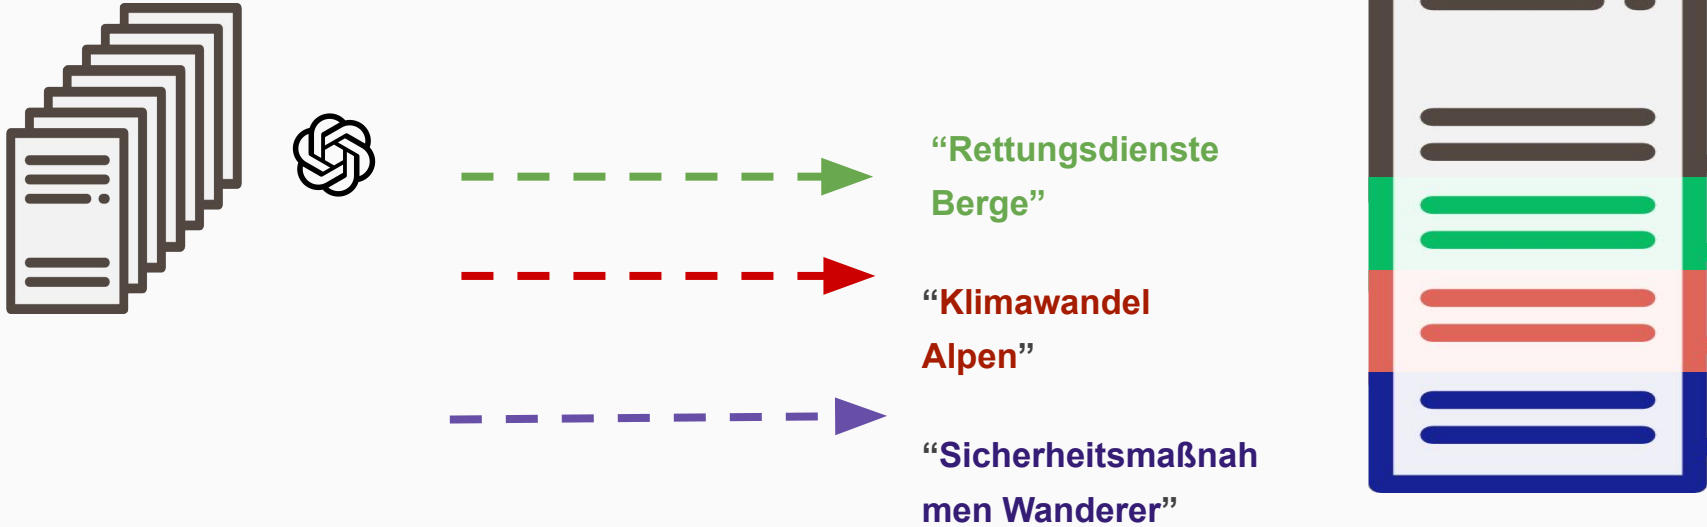 “Rettungsdienste
Berge”
“Klimawandel
Alpen”
“Sicherheitsmaßnah
men Wanderer”